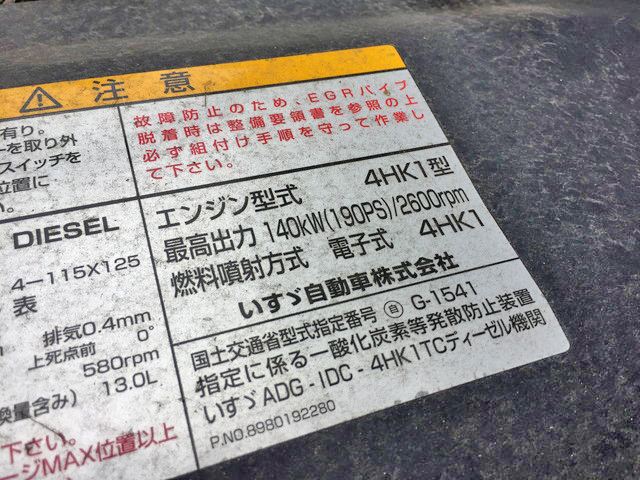 ⚠ 注意
有り。
ーを取り外
スイッチを
位置に
い。
故障防止のため、EGRパイプ
脱着時は整備要領書を参照の上
必ず組付け手順を守って作業し
て下さい。
DIESEL
4-115X125
表
排気0.4mm
上死点前 0°
580rpm
13.0L
換量含み)
下さい。
ージMAX位置以上
エンジン型式 4HK1型
最高出力 140kW(190PS)/2600rpm
燃料噴射方式 電子式 4HK1
いすゞ自動車株式会社
国土交通省型式指定番号 自 G-1541
指定に係る一酸化炭素等発散防止装置
いすゞADG-IDC-4HK1TCディーゼル機関
P.NO.8980192280